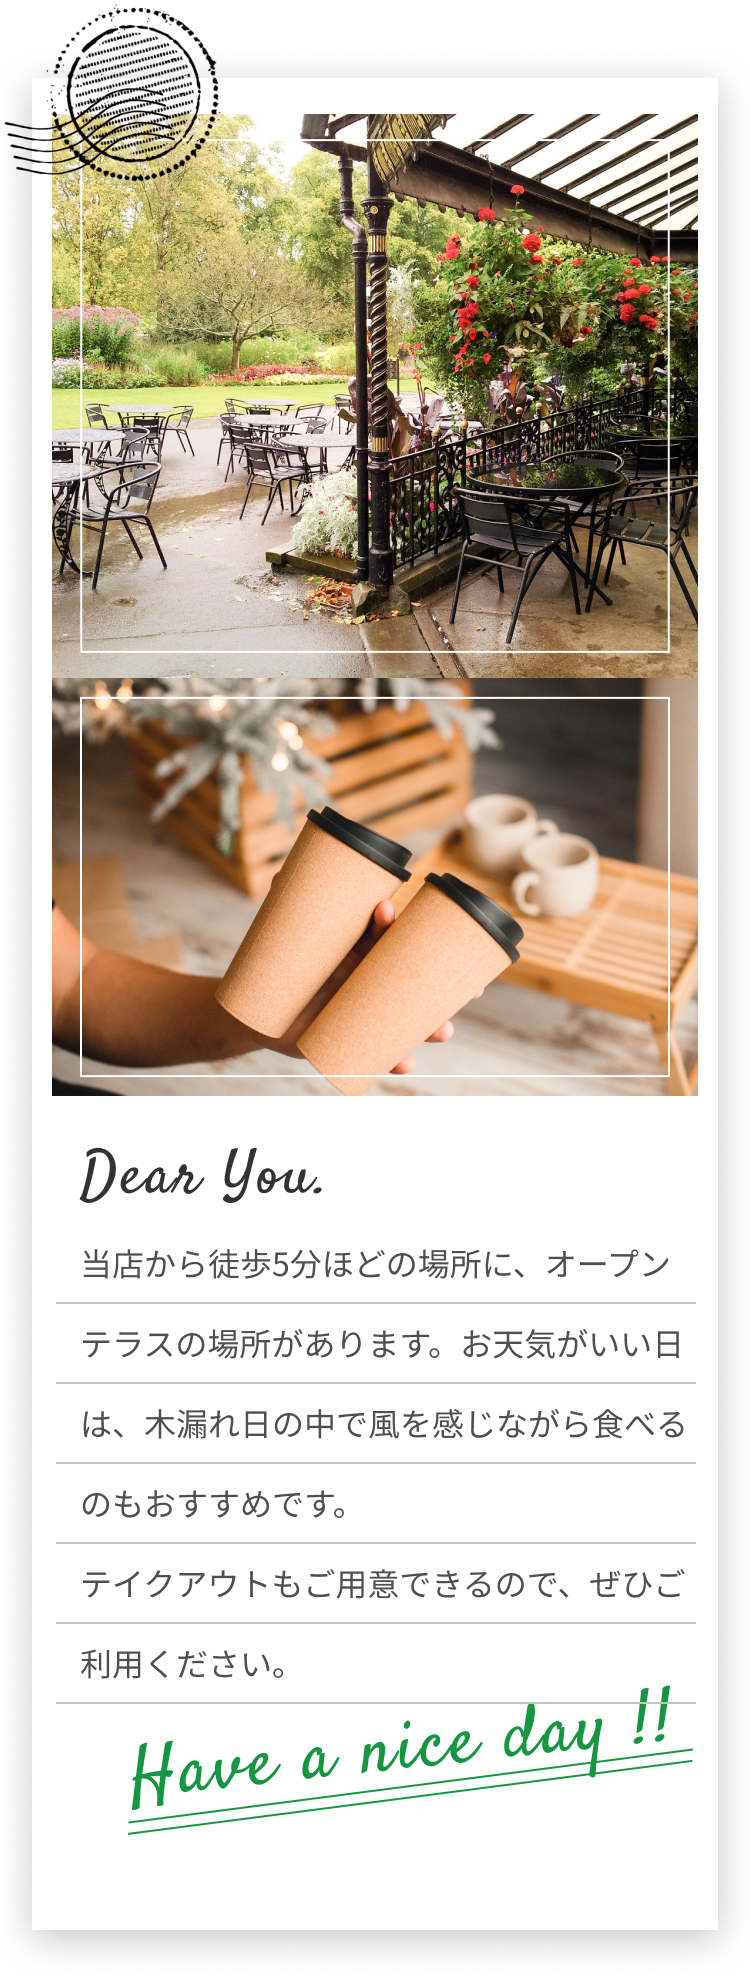 Dear You.
当店から徒歩5分ほどの場所に、オープン
テラスの場所があります。お天気がいい日
は、木漏れ日の中で風を感じながら食べる
のもおすすめです。
テイクアウトもご用意できるので、ぜひご
利用ください。
Have a nice day !!